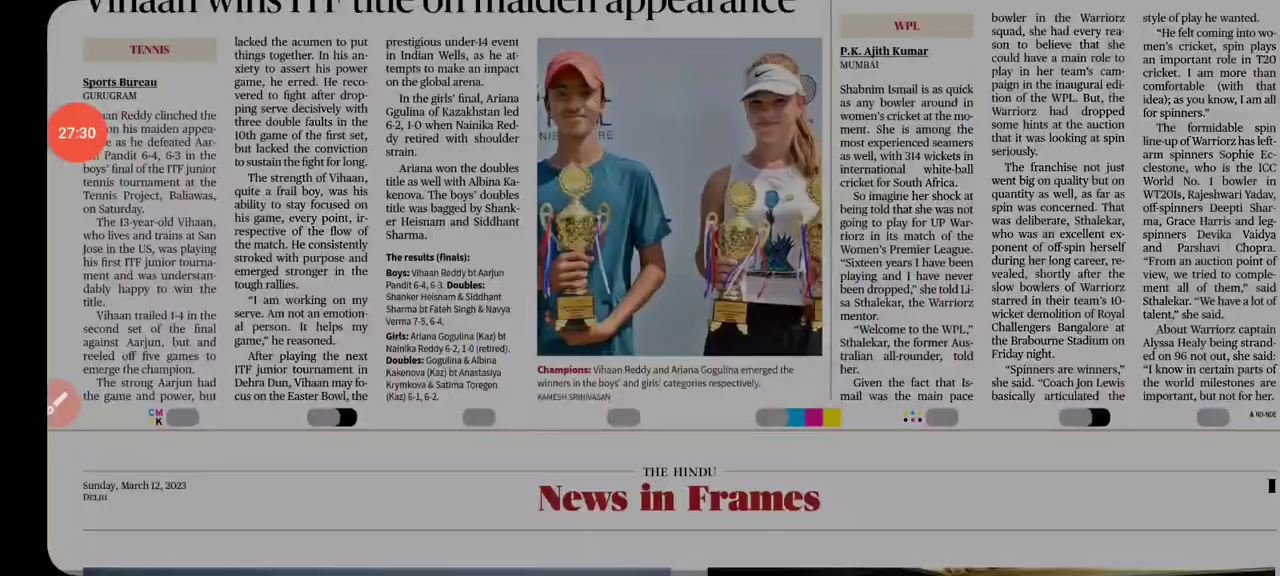 Vihaan wins ITF title on maiden appearance
TENNIS
Sports Bureau
GURUGRAM
27:30
an Reddy clinched the
on his maiden appea-
e as he defeated Aar-
Pandit 6-4, 6-3 in the
boys' final of the ITF junior
tennis tournament at the
Tennis Project, Baliawas,
on Saturday.
The 13-year-old Vihaan,
who lives and trains at San
Jose in the US, was playing
his first ITF junior tourna-
ment and was understan-
dably happy to win the
title.
Vihaan trailed 1-4 in the
second set of the final
against Aarjun, but and
reeled off five games to
emerge the champion.
The strong Aarjun had
the game and power, but
lacked the acumen to put
things together. In his an-
xiety to assert his power
game, he erred. He reco-
vered to fight after drop-
ping serve decisively with
three double faults in the
10th game of the first set,
but lacked the conviction
to sustain the fight for long.
The strength of Vihaan,
quite a frail boy, was his
ability to stay focused on
his game, every point, ir-
respective of the flow of
the match. He consistently
stroked with purpose and
emerged stronger in the
tough rallies.
“I am working on my
serve. Am not an emotion-
al person. It helps my
game,” he reasoned.
After playing the next
ITF junior tournament in
Dehra Dun, Vihaan may fo-
cus on the Easter Bowl, the
prestigious under-14 event
in Indian Wells, as he at-
tempts to make an impact
on the global arena.
In the girls' final, Ariana
Ggulina of Kazakhstan led
6-2, 1-0 when Nainika Red-
dy retired with shoulder
strain.
Ariana won the doubles
title as well with Albina Ka-
kenova. The boys' doubles
title was bagged by Shank-
er Heisnam and Siddhant
Sharma.
The results (finals):
Boys: Vihaan Reddy bt Aarjun
Pandit 6-4, 6-3. Doubles:
Shanker Heisnam & Siddhant
Sharma bt Fateh Singh & Navya
Verma 7-5, 6-4.
Girls: Ariana Gogulina (Kaz) bt
Nainika Reddy 6-2, 1-0 (retired).
Doubles: Gogulina & Albina
Kakenova (Kaz) bt Anastasiya
Krymkova & Satima Toregen
(Kaz) 6-1, 6-2.
Champions: Vihaan Reddy and Ariana Gogulina emerged the
winners in the boys' and girls' categories respectively.
KAMESH SRINIVASAN
WPL
P.K. Ajith Kumar
MUMBAI
Shabnim Ismail is as quick
as any bowler around in
women's cricket at the mo-
ment. She is among the
most experienced seamers
as well, with 314 wickets in
international white-ball
cricket for South Africa.
So imagine her shock at
being told that she was not
going to play for UP War-
riorz in its match of the
Women's Premier League.
“Sixteen years I have been
playing and I have never
been dropped,” she told Li-
sa Sthalekar, the Warriorz
mentor.
“Welcome to the WPL,”
Sthalekar, the former Aus-
tralian all-rounder, told
her.
Given the fact that Is-
mail was the main pace
bowler in the Warriorz
squad, she had every rea-
son to believe that she
could have a main role to
play in her team's cam-
paign in the inaugural edi-
tion of the WPL. But, the
Warriorz had dropped
some hints at the auction
that it was looking at spin
seriously.
The franchise not just
went big on quality but on
quantity as well, as far as
spin was concerned. That
was deliberate, Sthalekar,
who was an excellent ex-
ponent of off-spin herself
during her long career, re-
vealed, shortly after the
slow bowlers of Warriorz
starred in their team's 10-
wicket demolition of Royal
Challengers Bangalore at
the Brabourne Stadium on
Friday night.
“Spinners are winners,”
she said. “Coach Jon Lewis
basically articulated the
style of play he wanted.
“He felt coming into wo-
men's cricket, spin plays
an important role in T20
cricket. I am more than
comfortable (with that
idea); as you know, I am all
for spinners.”
The formidable spin
line-up of Warriorz has left-
arm spinners Sophie Ec-
clestone, who is the ICC
World No. 1 bowler in
WT20Is, Rajeshwari Yadav,
off-spinners Deepti Shar-
ma, Grace Harris and leg-
spinners Devika Vaidya
and Parshavi Chopra.
“From an auction point of
view, we tried to comple-
ment all of them,” said
Sthalekar. “We have a lot of
talent,” she said.
About Warriorz captain
Alyssa Healy being strand-
ed on 96 not out, she said:
“I know in certain parts of
the world milestones are
important, but not for her.
CM
K
A ND-NDE
THE HINDU
Sunday, March 12, 2023
DELHI
News in Frames